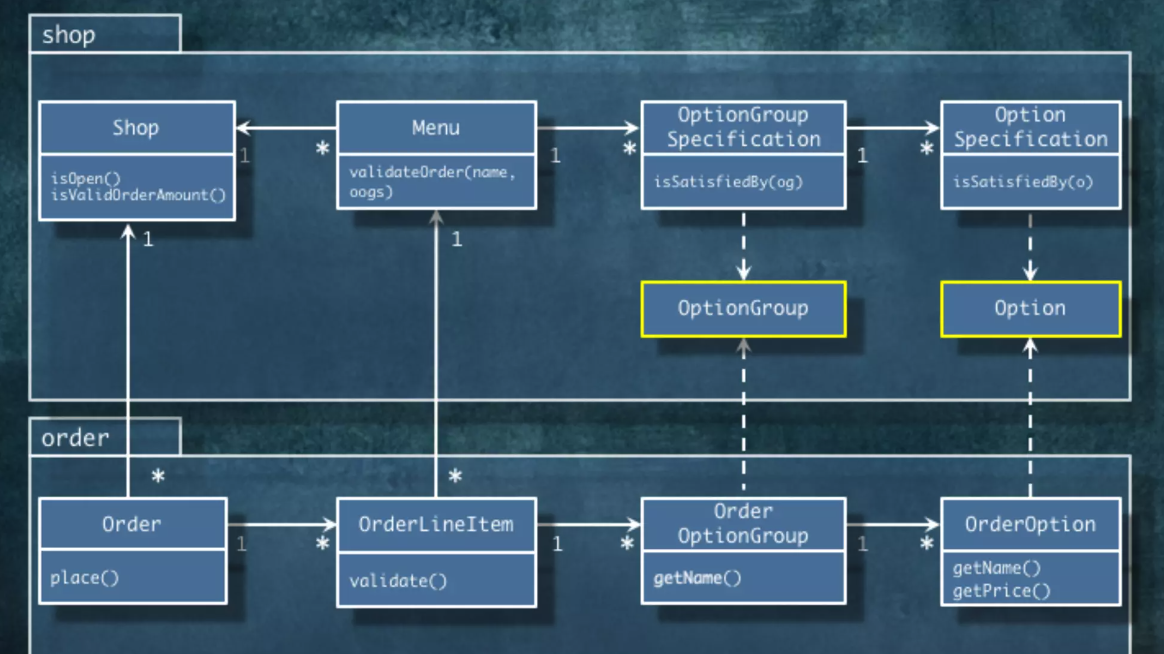 shop
Shop
isOpen()
isValidOrderAmount()
1
*
Menu
validateOrder(name,
oogs)
1
*
OptionGroup
Specification
isSatisfiedBy(og)
1
*
Option
Specification
isSatisfiedBy(o)
1
1
OptionGroup
Option
order
*
*
Order
place()
1
*
OrderLineItem
validate()
1
*
Order
OptionGroup
getName()
1
*
OrderOption
getName()
getPrice()